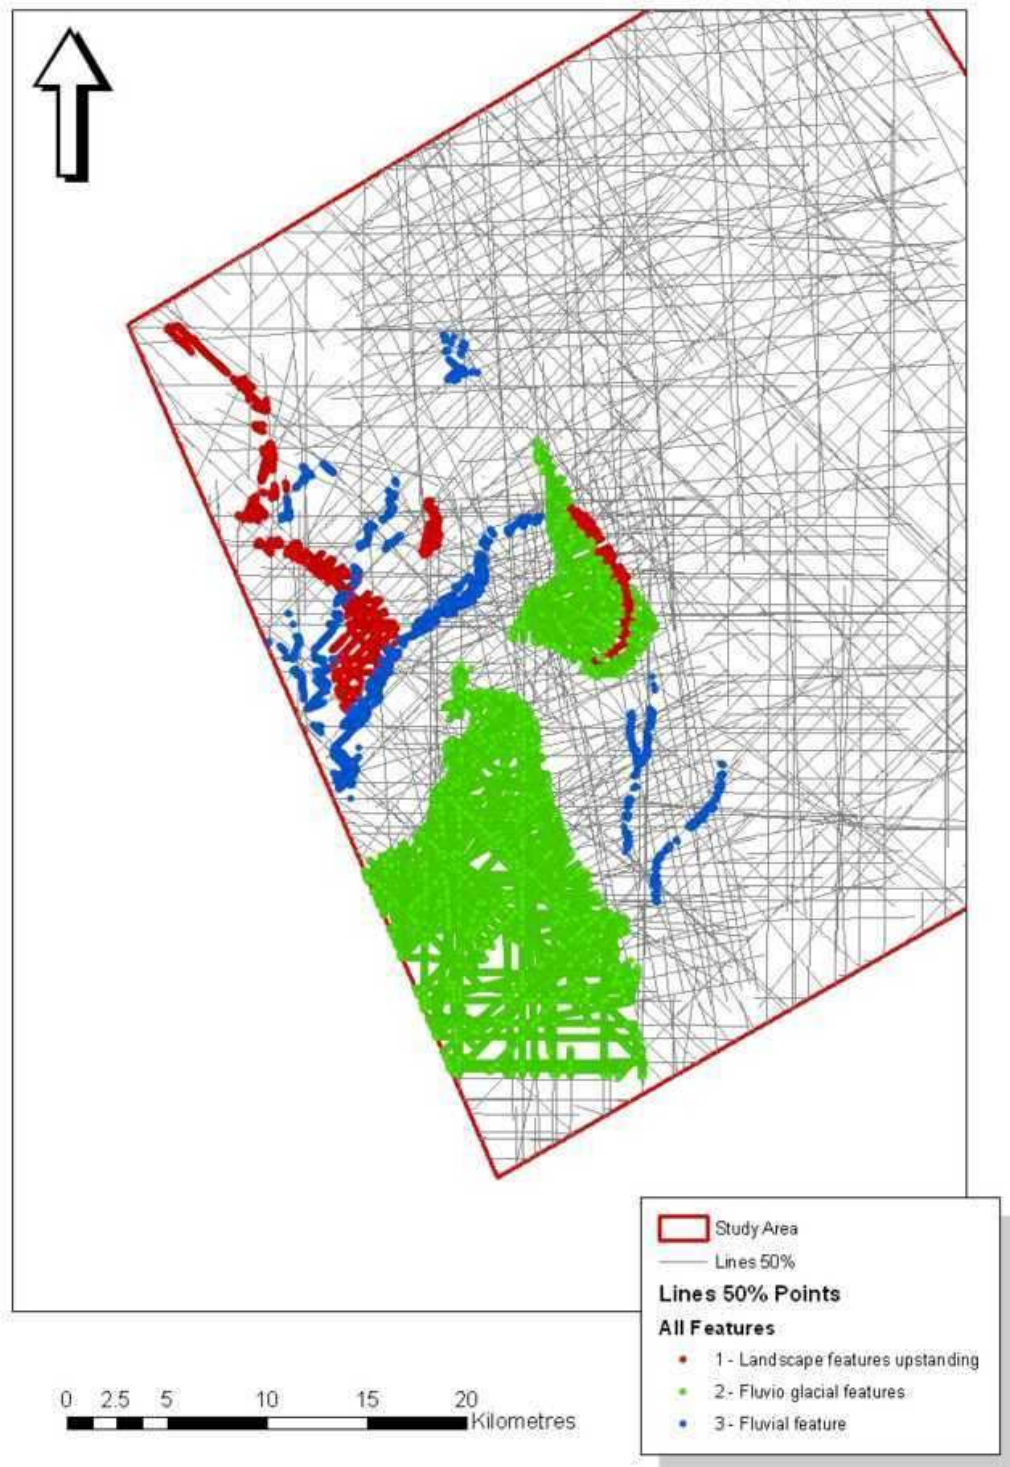 Study Area
Lines 50%
Lines 50% Points
All Features
1 - Landscape features upstanding
2 - Fluvio glacial features
3 - Fluvial feature
0 2.5 5 10 15 20
Kilometres